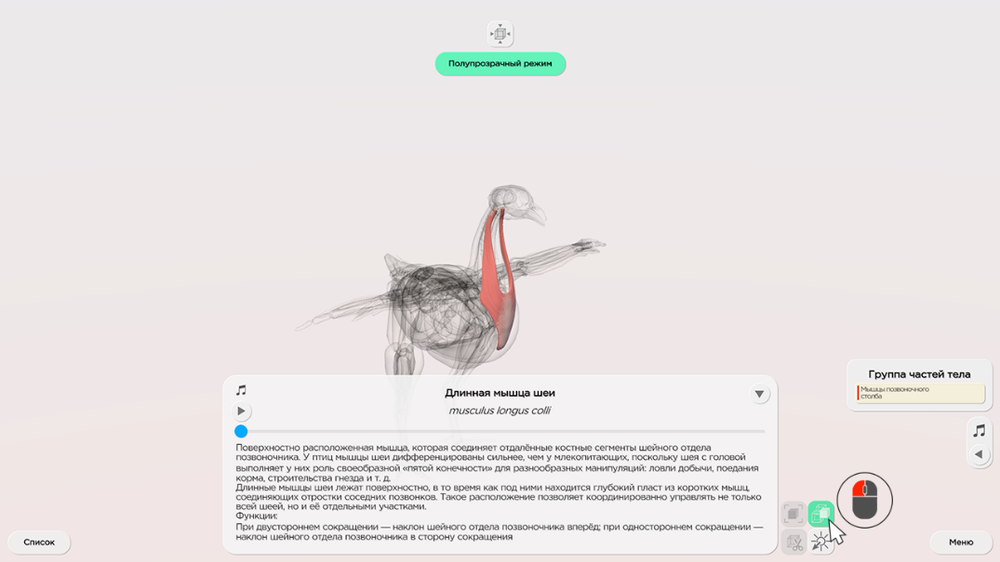 Полупрозрачный режим
Длинная мышца шеи
musculus longus colli
Поверхностно расположенная мышца, которая соединяет отдалённые костные сегменты шейного отдела
позвоночника. У птиц мышцы шеи дифференцированы сильнее, чем у млекопитающих, поскольку шея с головой
выполняет у них роль своеобразной «пятой конечности» для разнообразных манипуляций: ловли добычи, поедания
корма, строительства гнезда и т. д.
Длинные мышцы шеи лежат поверхностно, в то время как под ними находится глубокий пласт из коротких мышц,
соединяющих отростки соседних позвонков. Такое расположение позволяет координированно управлять не только
всей шеей, но и её отдельными участками.
Функции:
При двустороннем сокращении — наклон шейного отдела позвоночника вперёд; при одностороннем сокращении —
наклон шейного отдела позвоночника в сторону сокращения
Группа частей тела
Мышцы позвоночного
столба
Список
Меню